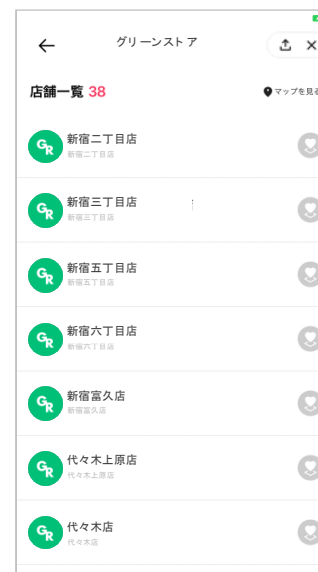 グリーンストア
店舗一覧 38
マップを見る
GR
新宿二丁目店
新宿二丁目店
GR
新宿三丁目店
新宿三丁目店
GR
新宿五丁目店
新宿五丁目店
GR
新宿六丁目店
新宿六丁目店
GR
新宿富久店
新宿富久店
GR
代々木上原店
代々木上原店
GR
代々木店
代々木店